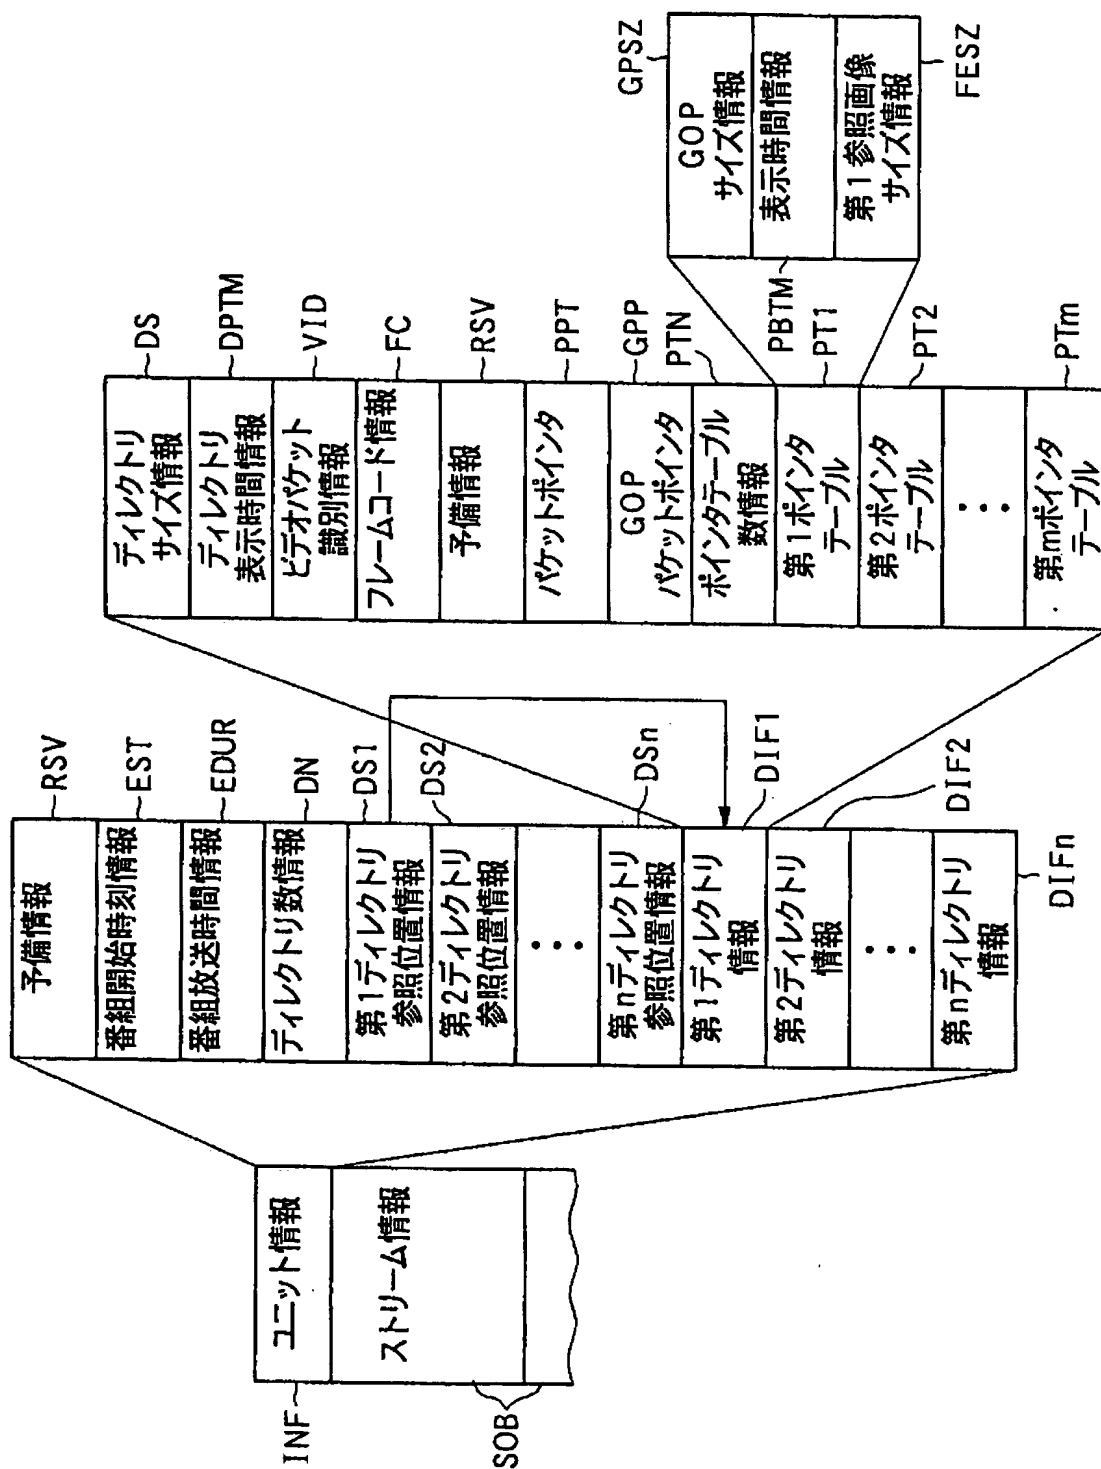 INF
ユニット情報
ストリーム情報
SOB
予備情報
RSV
番組開始時刻情報
EST
番組放送時間情報
EDUR
ディレクトリ数情報
DN
第1ディレクトリ
参照位置情報
DS1
第2ディレクトリ
参照位置情報
DS2
•••
第nディレクトリ
参照位置情報
DSn
第1ディレクトリ
情報
DIF1
第2ディレクトリ
情報
DIF2
•••
第nディレクトリ
情報
DIFn
ディレクトリ
サイズ情報
DS
ディレクトリ
表示時間情報
DPTM
ビデオパケット
識別情報
VID
フレームコード情報
FC
予備情報
RSV
パケットポインタ
PPT
GOP
パケットポインタ
GPP
ポインタテーブル
数情報
PTN
第1ポインタ
テーブル
PT1
第2ポインタ
テーブル
PT2
•••
第mポインタ
テーブル
PTm
GOP
サイズ情報
GPSZ
表示時間情報
PBTM
第1参照画像
サイズ情報
FESZ